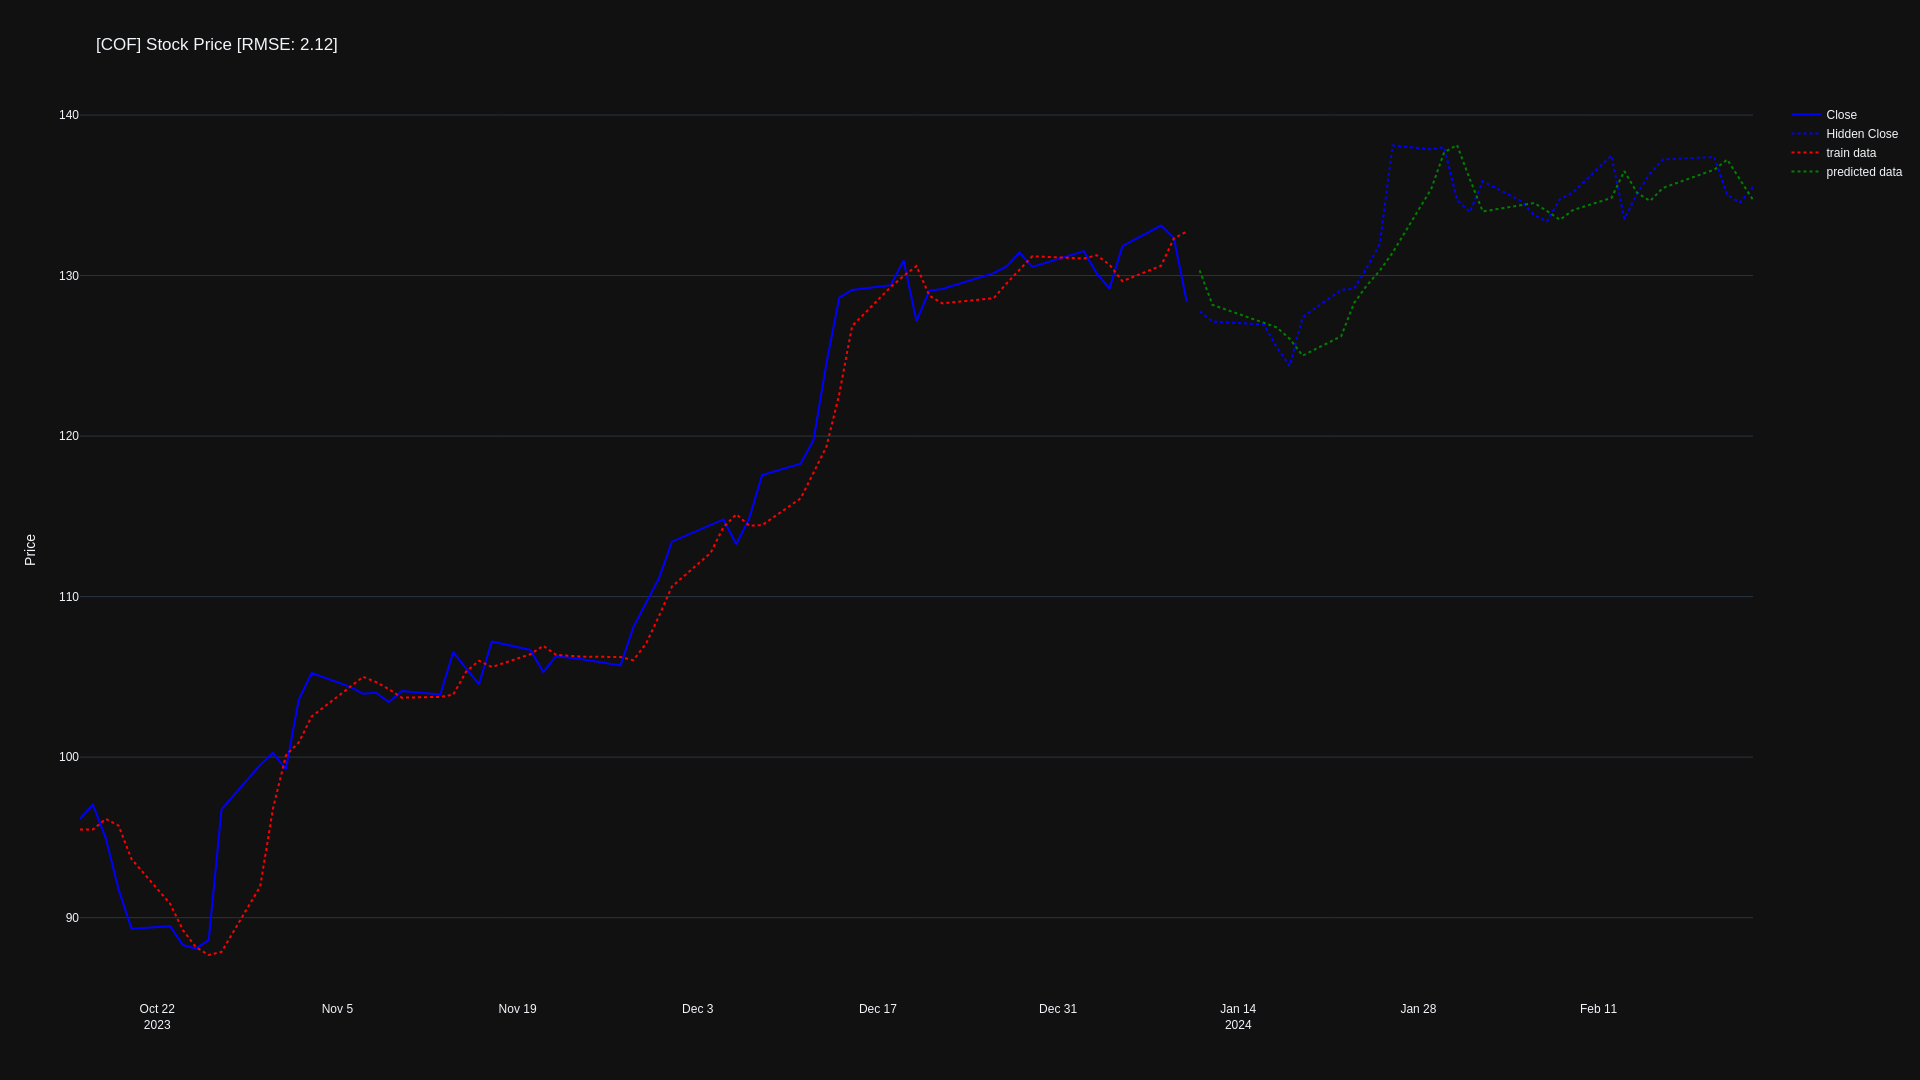 [COF] Stock Price [RMSE: 2.12]
140
130
120
110
100
90
Price
Oct 22
2023
Nov 5
Nov 19
Dec 3
Dec 17
Dec 31
Jan 14
2024
Jan 28
Feb 11
Close
Hidden Close
train data
predicted data